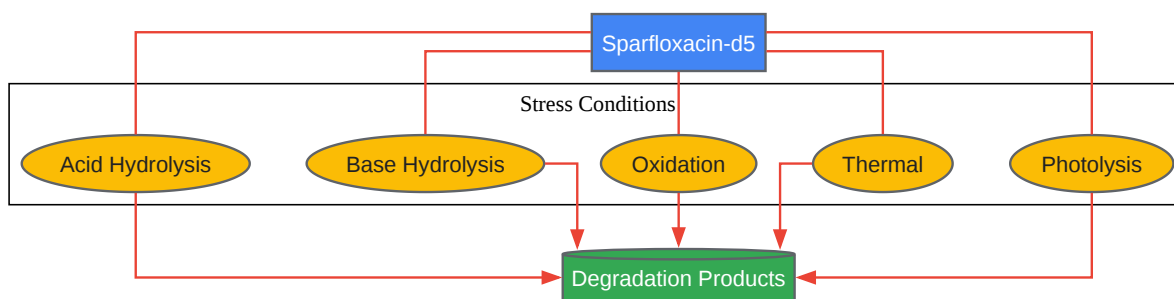 Sparfloxacin-d5
Stress Conditions
Acid Hydrolysis
Base Hydrolysis
Oxidation
Thermal
Photolysis
Degradation Products